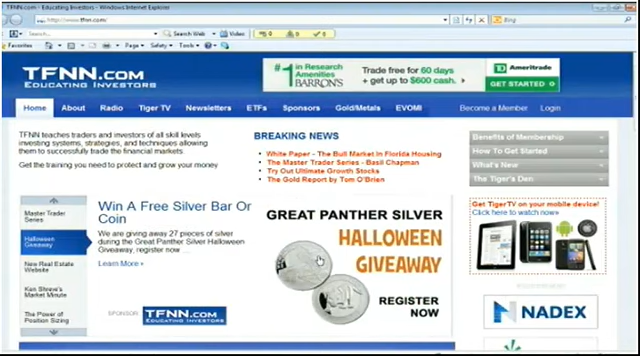 TFNN.com - Educating Investors - Windows Internet Explorer
http://www.tfnn.com/
Bing
Search Web
Video
Favorites
Page
Safety
Tools
TFNN.COM
EDUCATING INVESTORS
#1 in Research
Amenities
BARRON'S
Trade free for 60 days
+ get up to $600 cash.
TD Ameritrade
GET STARTED
Home About Radio Tiger TV Newsletters ETFs Sponsors Gold/Metals EVOMI Become a Member Login
TFNN teaches traders and investors of all skill levels
investing systems, strategies, and techniques allowing
them to successfully trade the financial markets.
Get the training you need to protect and grow your money
BREAKING NEWS
White Paper - The Bull Market In Florida Housing
The Master Trader Series - Basil Chapman
Try Out Ultimate Growth Stocks
The Gold Report by Tom O'Brien
Benefits of Membership
How To Get Started
What's New
The Tiger's Den
Master Trader
Series
Halloween
Giveaway
New Real Estate
Website
Ken Shreve's
Market Minute
The Power of
Position Sizing
Win A Free Silver Bar Or
Coin
We are giving away 27 pieces of silver
during the Great Panther Silver Halloween
Giveaway, register now ...
Learn More »
SPONSOR:
TFNN.COM
EDUCATING INVESTORS
GREAT PANTHER SILVER
HALLOWEEN
GIVEAWAY
REGISTER
NOW
Get TigerTV on your mobile device!
Click here to watch now»
NADEX